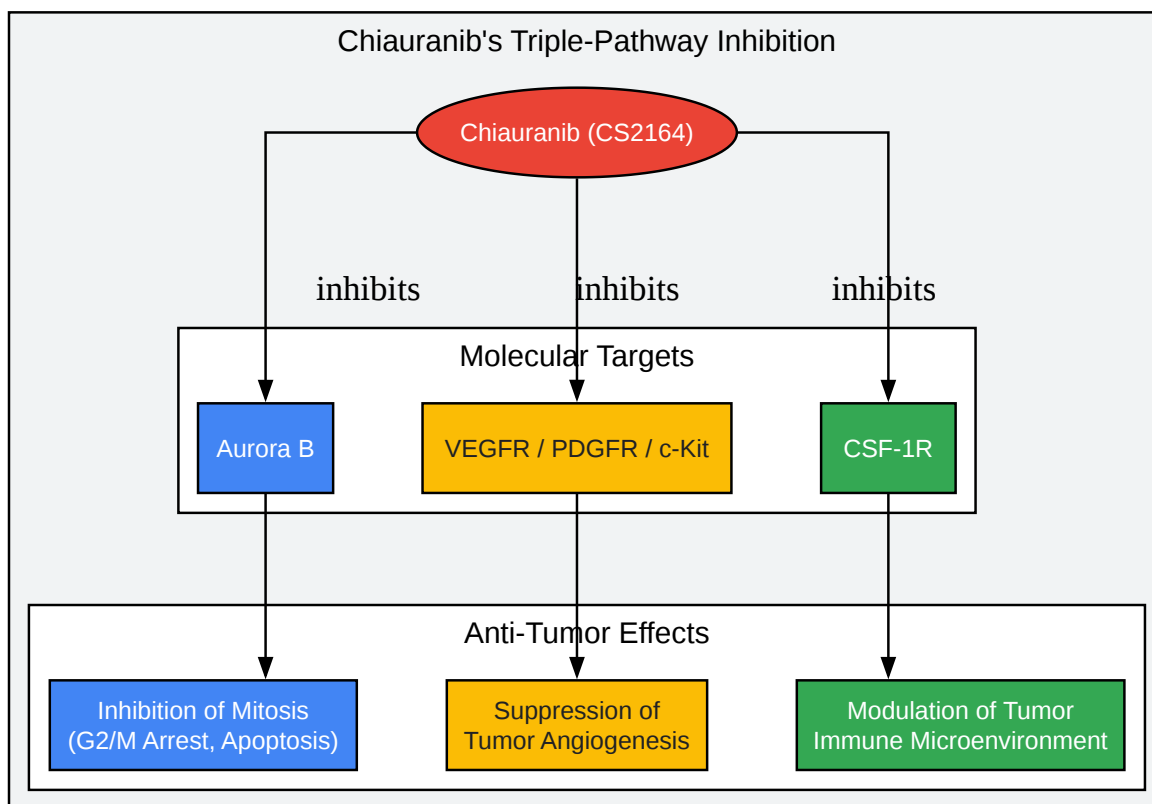 Chiauranib's Triple-Pathway Inhibition
Chiauranib (CS2164)
inhibits
inhibits
inhibits
Molecular Targets
Aurora B
VEGFR / PDGFR / c-Kit
CSF-1R
Anti-Tumor Effects
Inhibition of Mitosis
(G2/M Arrest, Apoptosis)
Suppression of
Tumor Angiogenesis
Modulation of Tumor
Immune Microenvironment